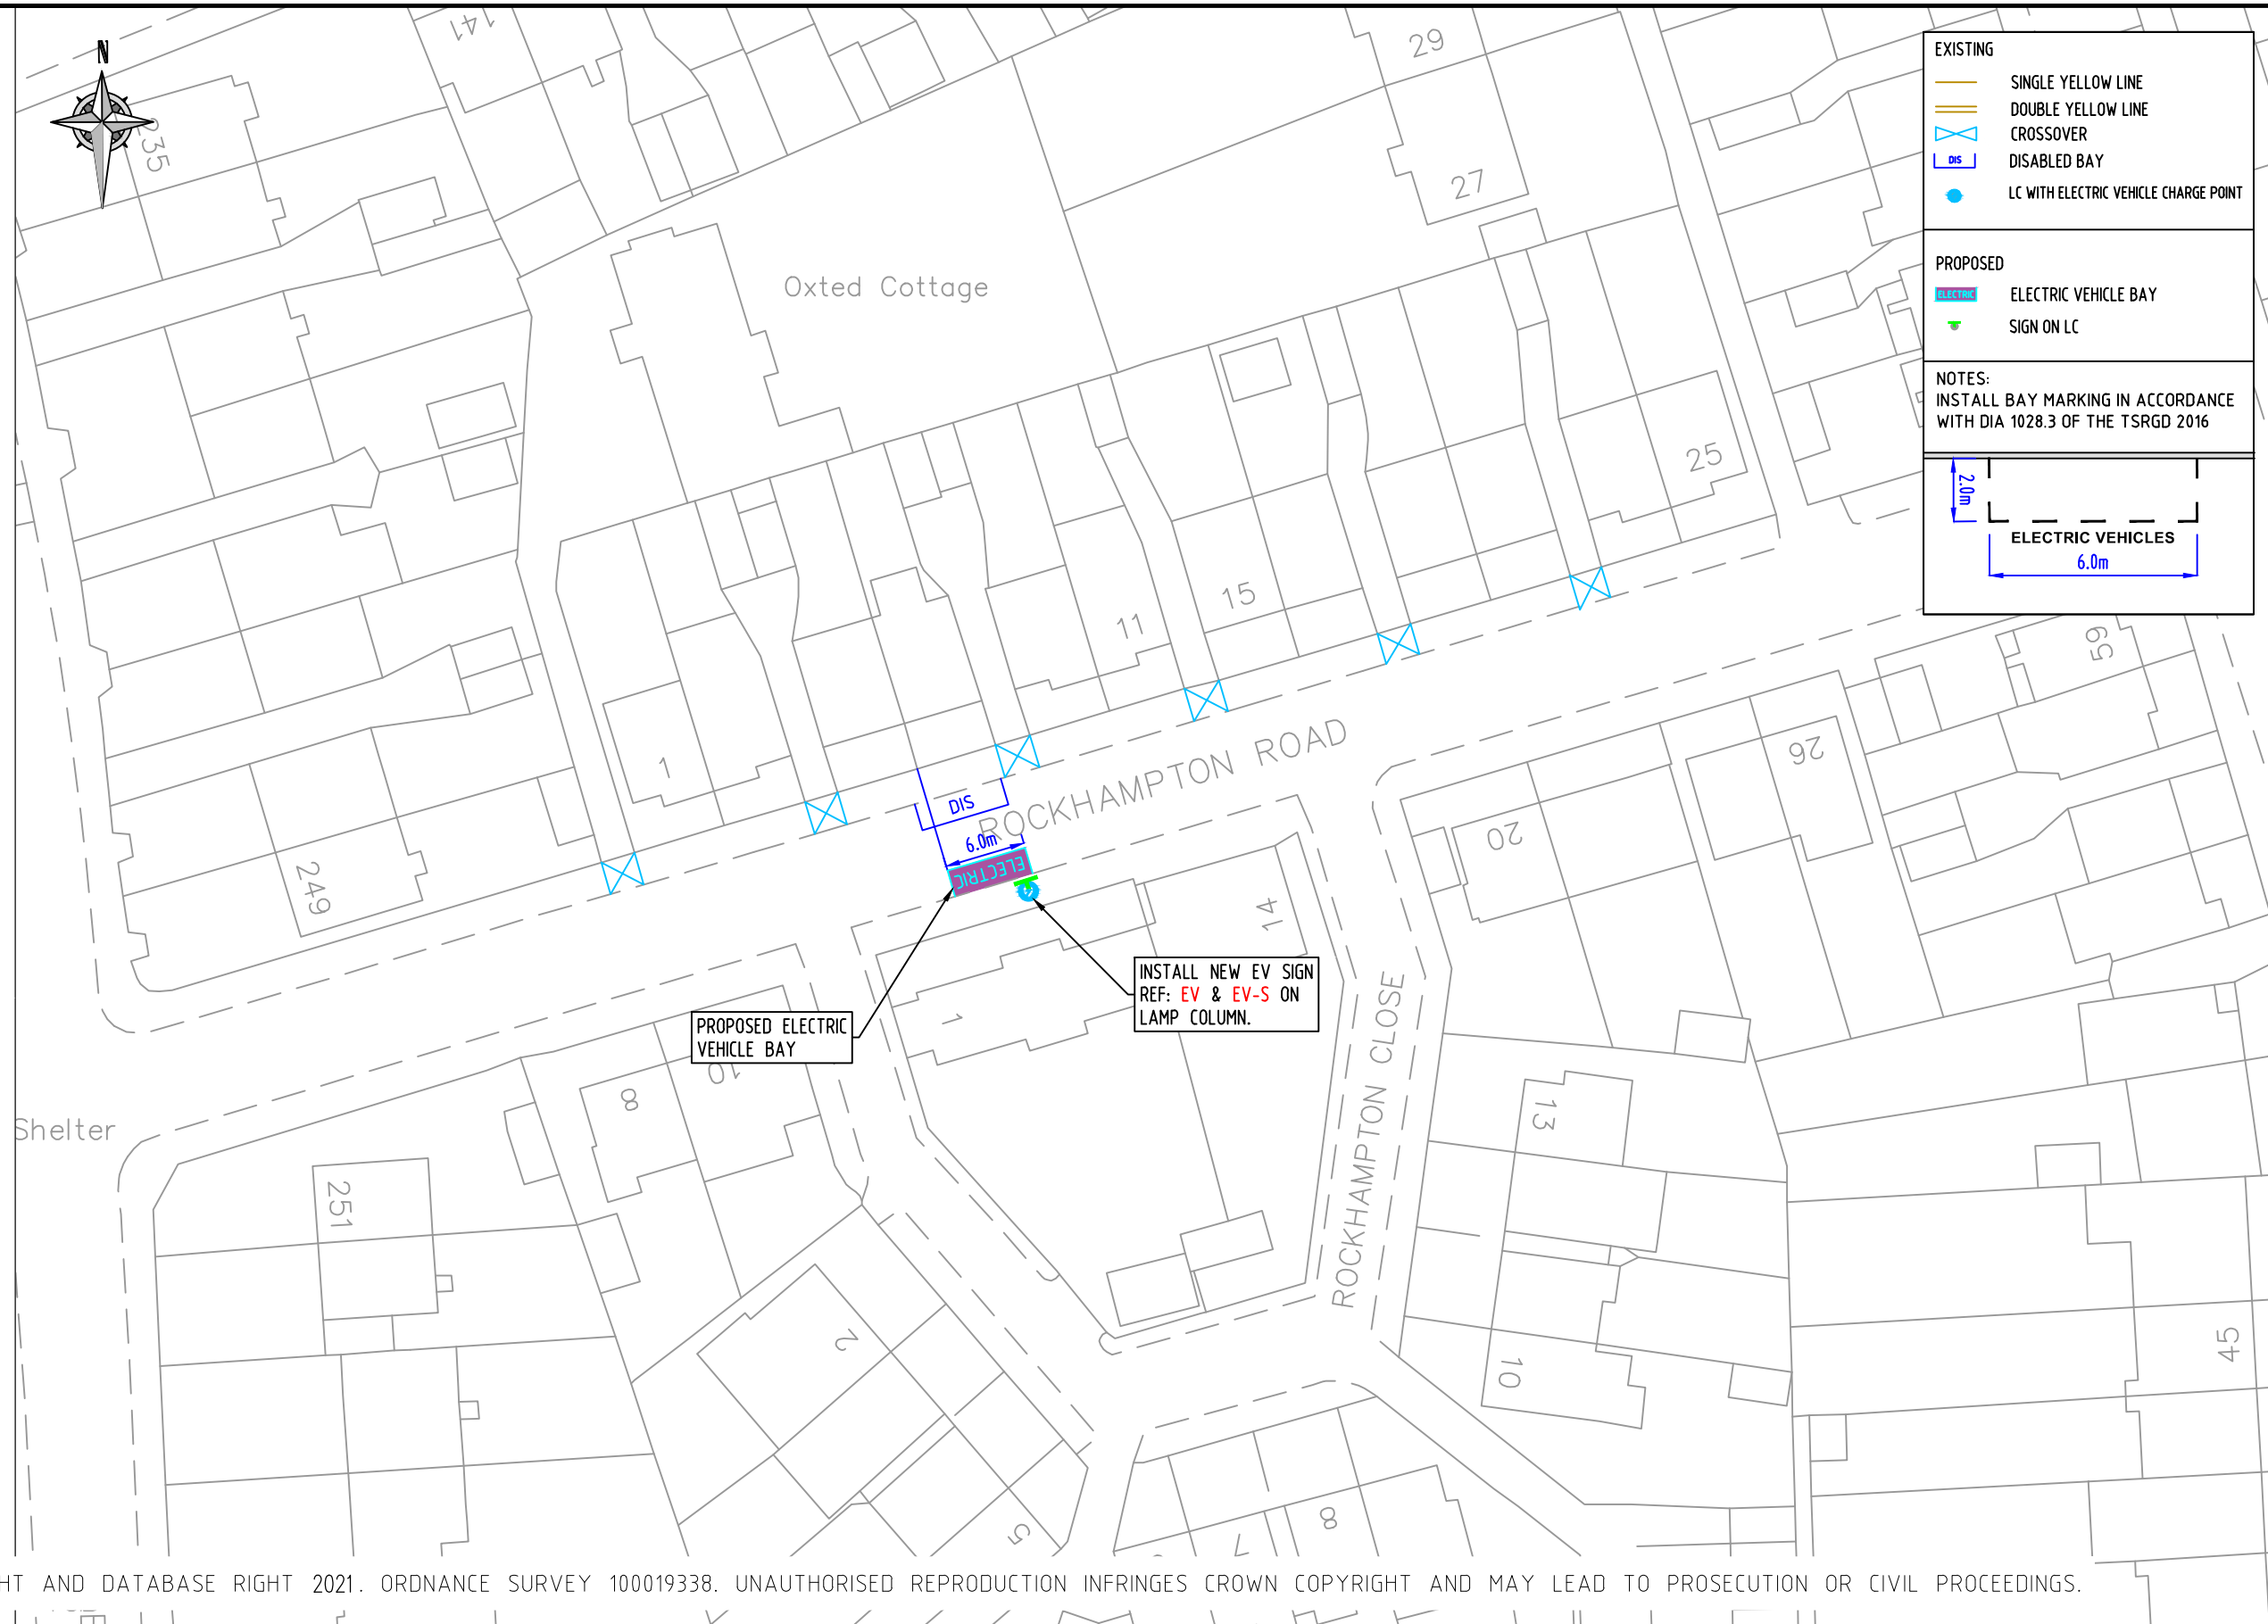 N
141
235
29
27
Oxted Cottage
EXISTING
SINGLE YELLOW LINE
DOUBLE YELLOW LINE
CROSSOVER
DIS
DISABLED BAY
LC WITH ELECTRIC VEHICLE CHARGE POINT
PROPOSED
ELECTRIC
ELECTRIC VEHICLE BAY
SIGN ON LC
NOTES:
INSTALL BAY MARKING IN ACCORDANCE
WITH DIA 1028.3 OF THE TSRGD 2016
2.0m
ELECTRIC VEHICLES
6.0m
25
15
11
1
59
26
20
249
ROCKHAMPTON ROAD
DIS
6.0m
ELECTRIC
14
INSTALL NEW EV SIGN
REF: EV & EV-S ON
LAMP COLUMN.
PROPOSED ELECTRIC
VEHICLE BAY
1
10
8
Shelter
251
13
ROCKHAMPTON CLOSE
2
10
45
5
7
8
HT AND DATABASE RIGHT 2021. ORDNANCE SURVEY 100019338. UNAUTHORISED REPRODUCTION INFRINGES CROWN COPYRIGHT AND MAY LEAD TO PROSECUTION OR CIVIL PROCEEDINGS.